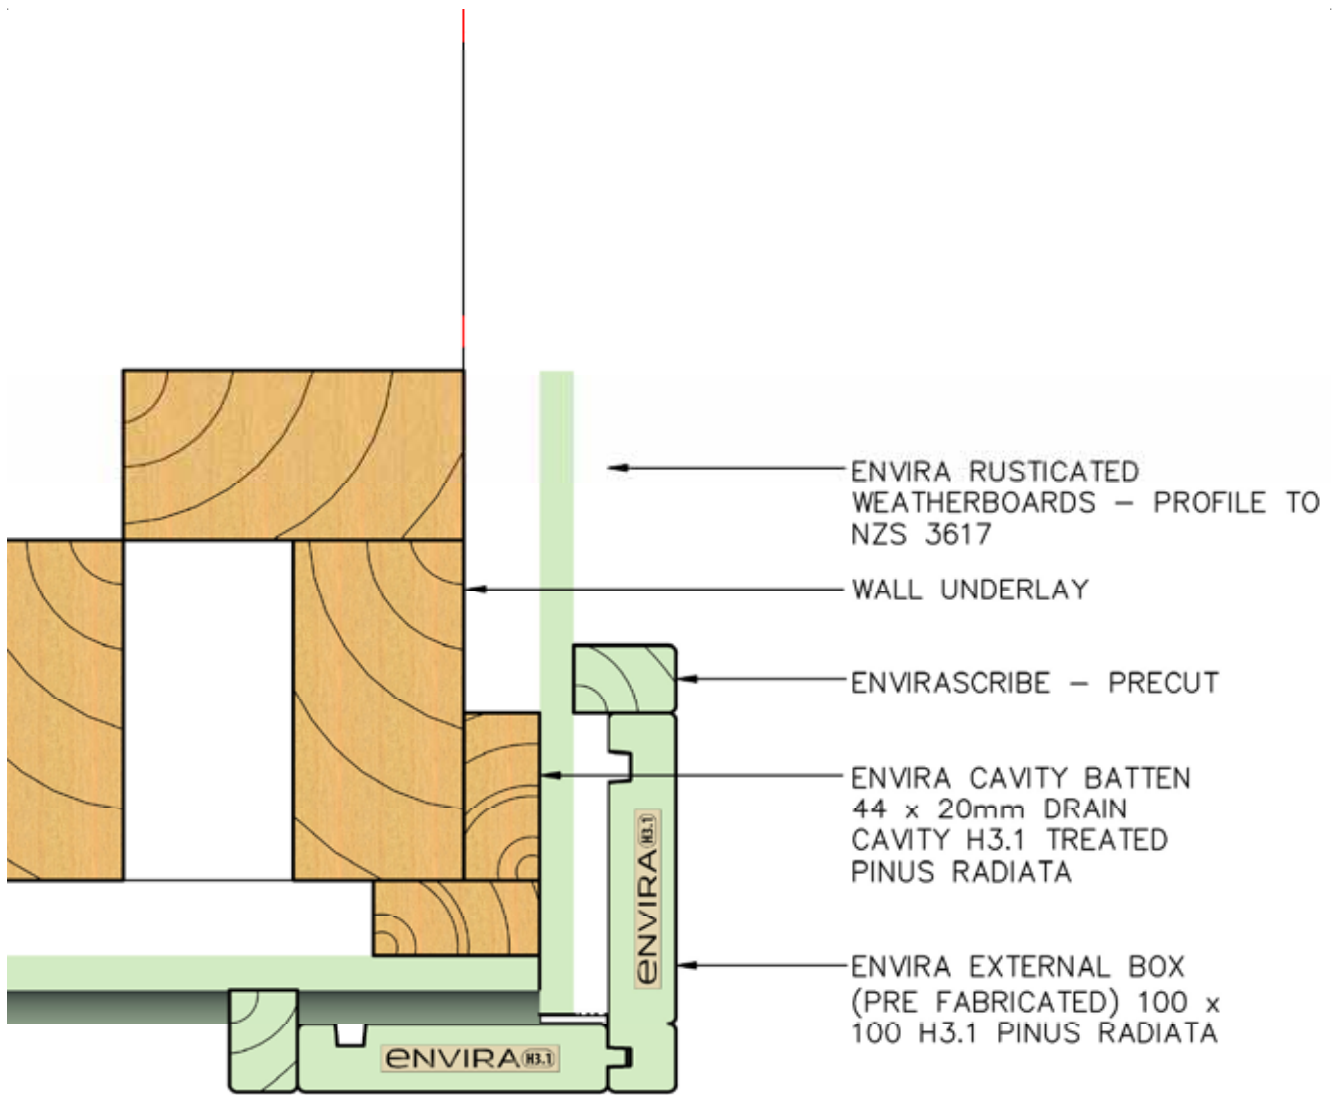 ENVIRA RUSTICATED
WEATHERBOARDS – PROFILE TO
NZS 3617
WALL UNDERLAY
ENVIRASCRIBE – PRECUT
ENVIRA CAVITY BATTEN
44 x 20mm DRAIN
CAVITY H3.1 TREATED
PINUS RADIATA
eNVIRA H3.1
ENVIRA EXTERNAL BOX
(PRE FABRICATED) 100 x
100 H3.1 PINUS RADIATA
eNVIRA H3.1